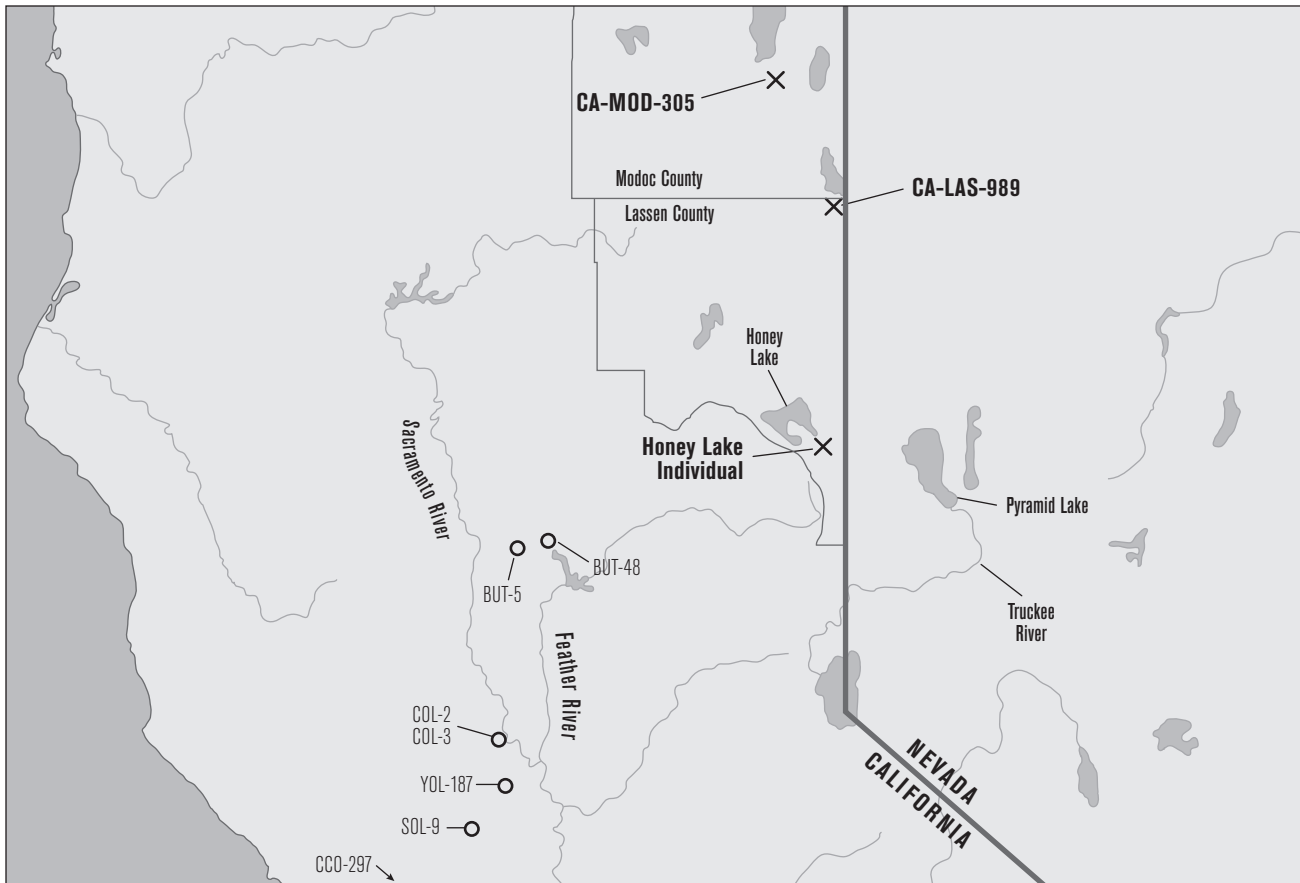 CA-MOD-305
Modoc County
CA-LAS-989
Lassen County
Honey
Lake
Sacramento River
Honey Lake
Individual
Pyramid Lake
BUT-48
BUT-5
Truckee
River
Feather River
COL-2
COL-3
NEVADA
CALIFORNIA
YOL-187
SOL-9
CCO-297